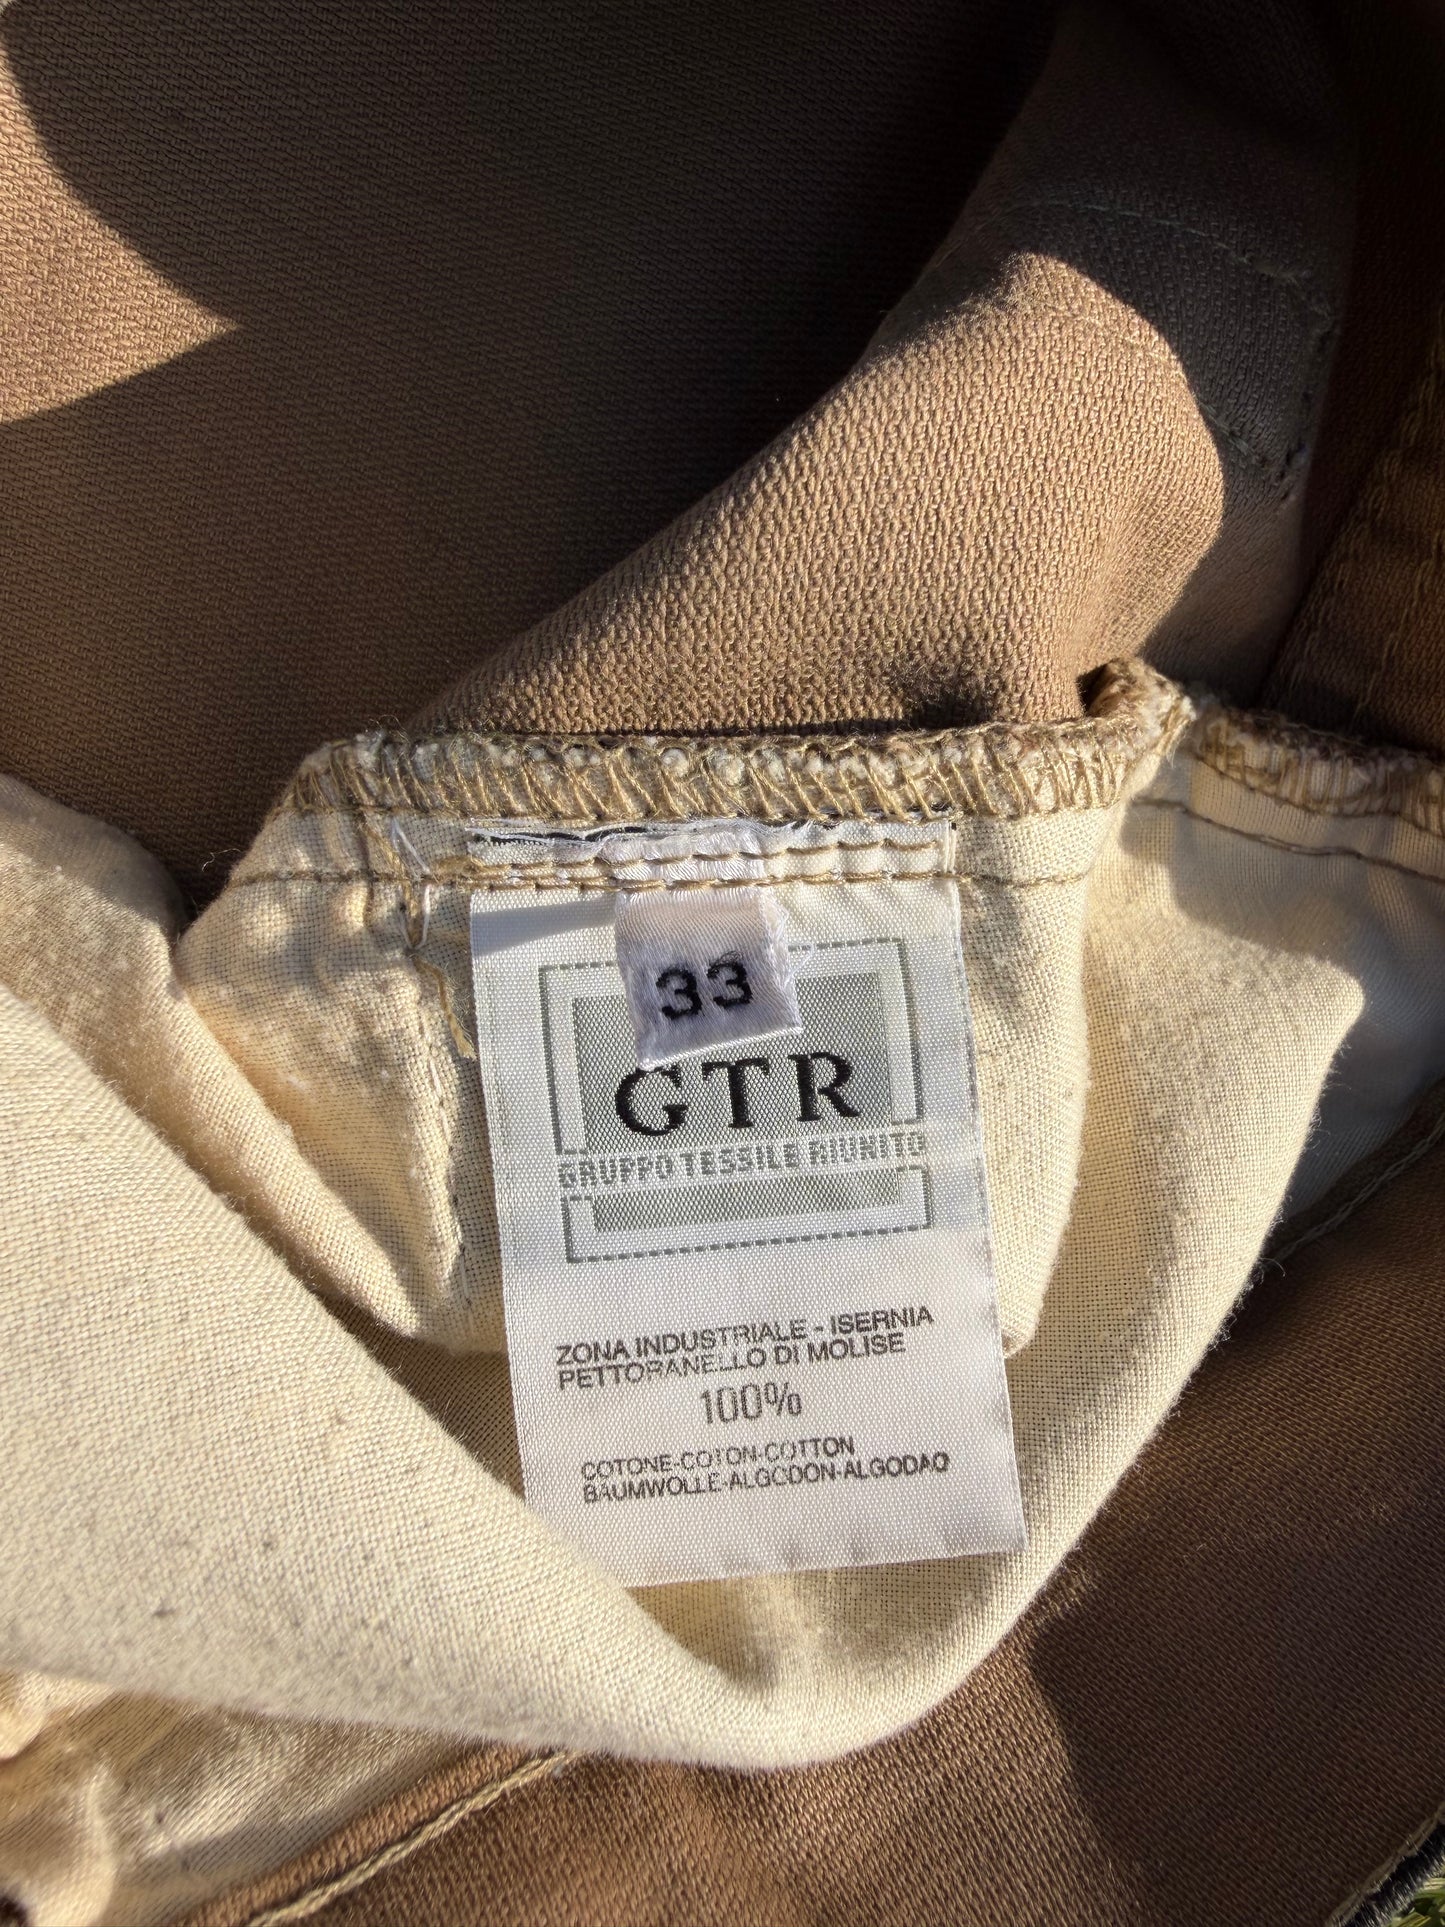 33
GTR
GRUPPO TESSILE RIUNITO
ZONA INDUSTRIALE - ISERNIA
PETTORANELLO DI MOLISE
100%
COTONE-COTON-COTTON
BAUMWOLLE-ALGODON-ALGODAO